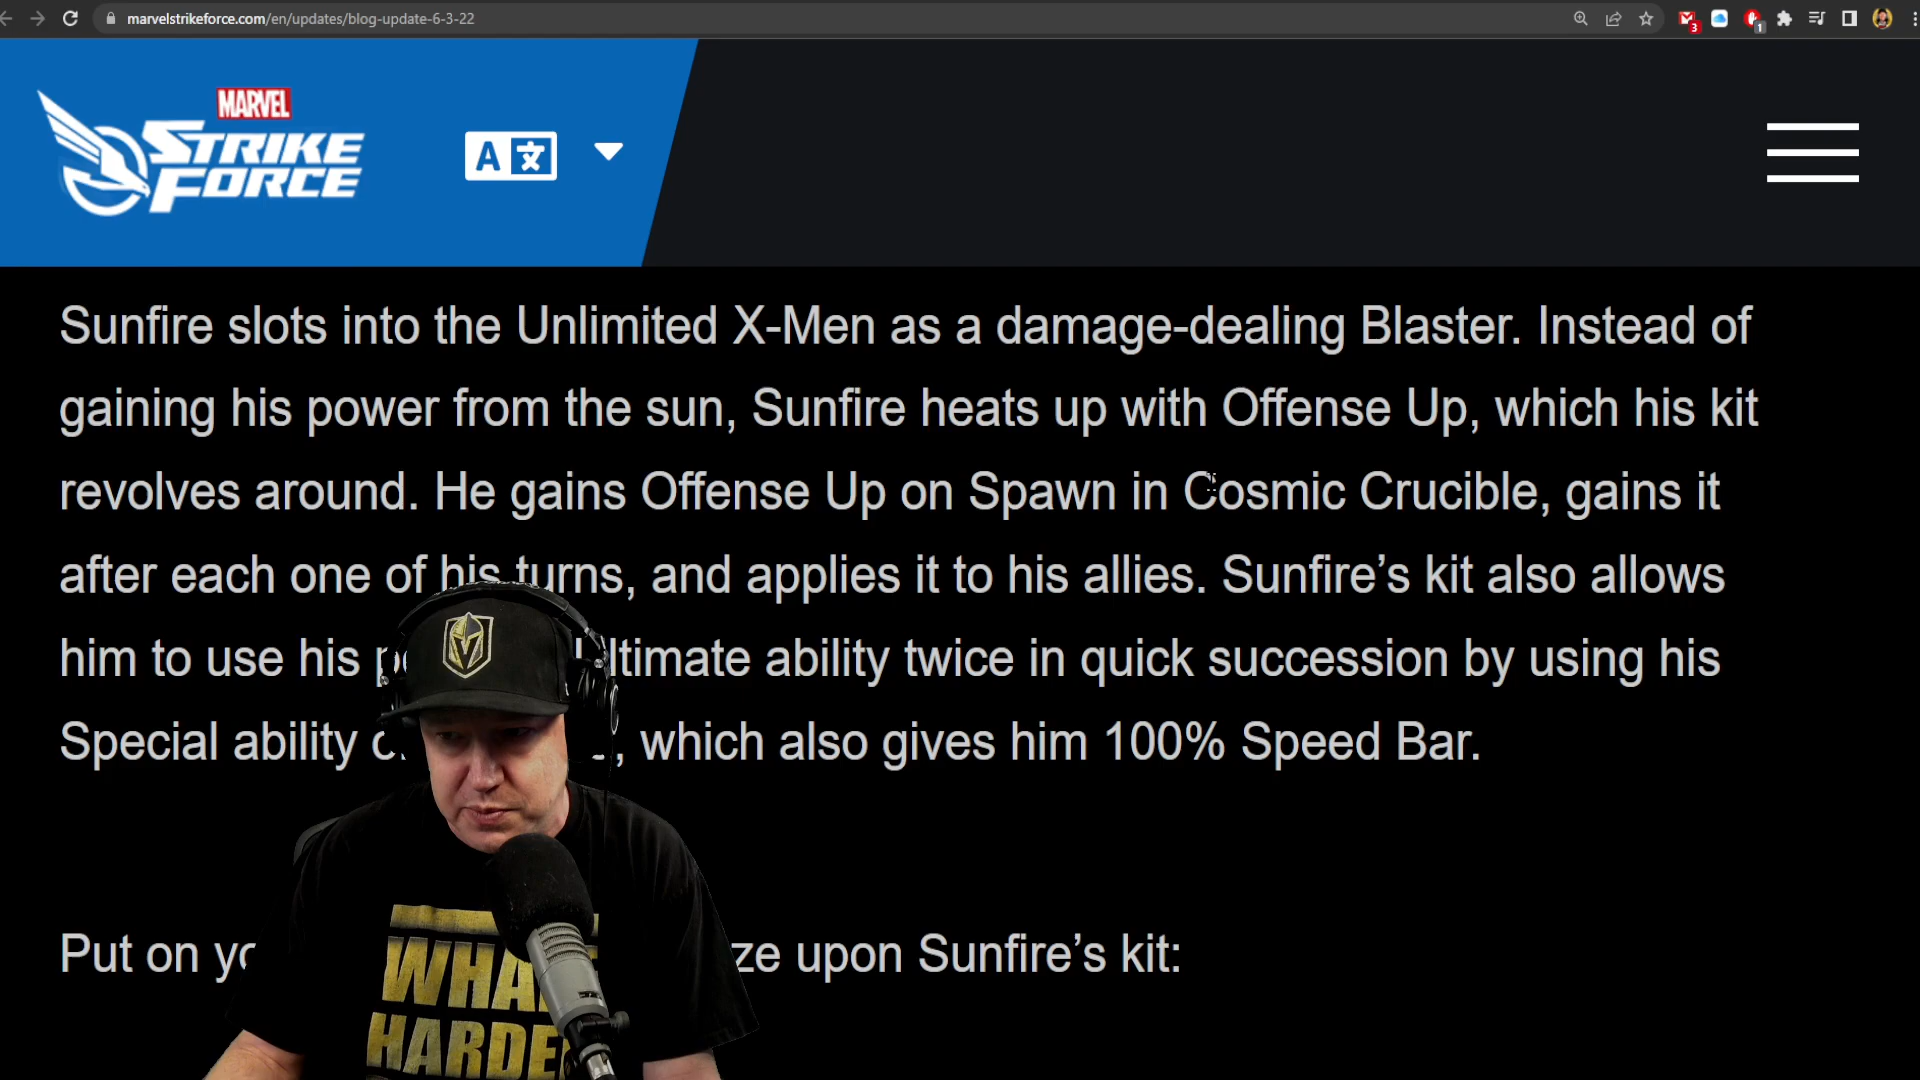 marvelstrikeforce.com/en/updates/blog-update-6-3-22
3
1
MARVEL
STRIKE
FORCE
A 文
Sunfire slots into the Unlimited X-Men as a damage-dealing Blaster. Instead of
gaining his power from the sun, Sunfire heats up with Offense Up, which his kit
revolves around. He gains Offense Up on Spawn in Cosmic Crucible, gains it
after each one of his turns, and applies it to his allies. Sunfire’s kit also allows
him to use his Ultimate ability twice in quick succession by using his
Special ability , which also gives him 100% Speed Bar.
Put on upon Sunfire’s kit: